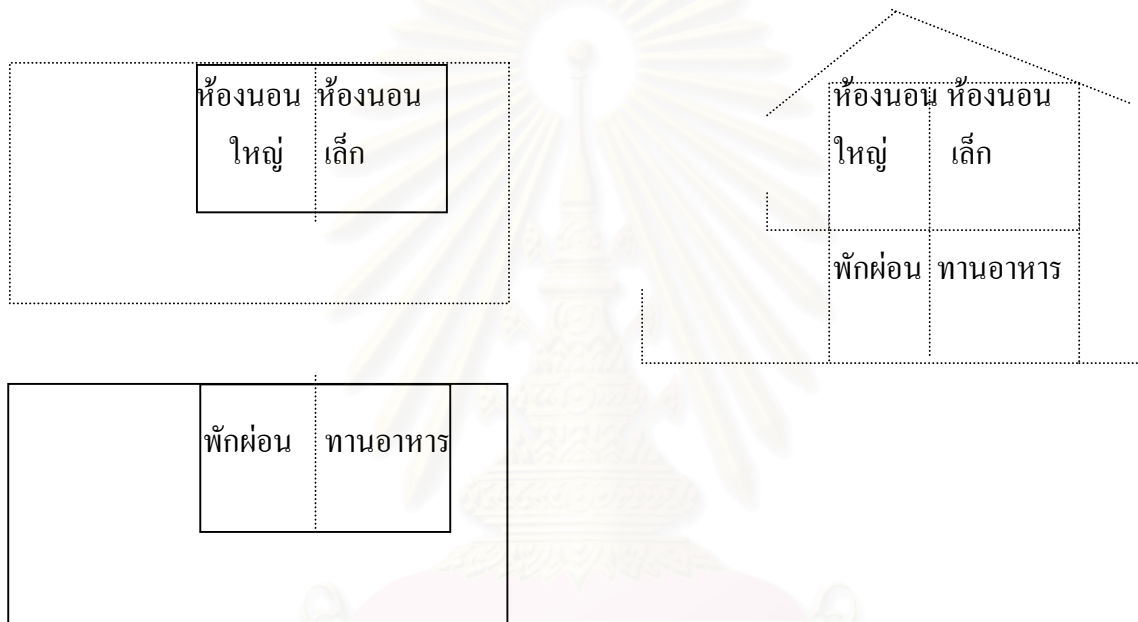 ห้องนอน ห้องนอน
ใหญ่ เล็ก
ห้องนอน ห้องนอน
ใหญ่ เล็ก
พักผ่อน ทานอาหาร
พักผ่อน ทานอาหาร